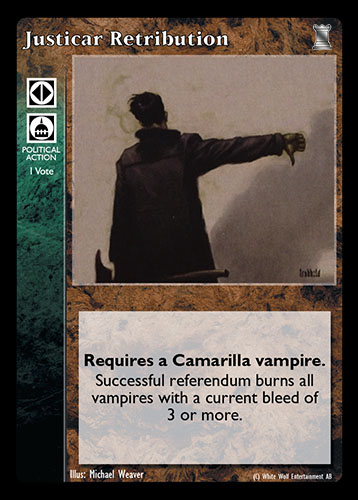 Justicar Retribution
POLITICAL
ACTION
1 Vote
Requires a Camarilla vampire.
Successful referendum burns all
vampires with a current bleed of
3 or more.
Illus: Michael Weaver
(C) White Wolf Entertainment AB